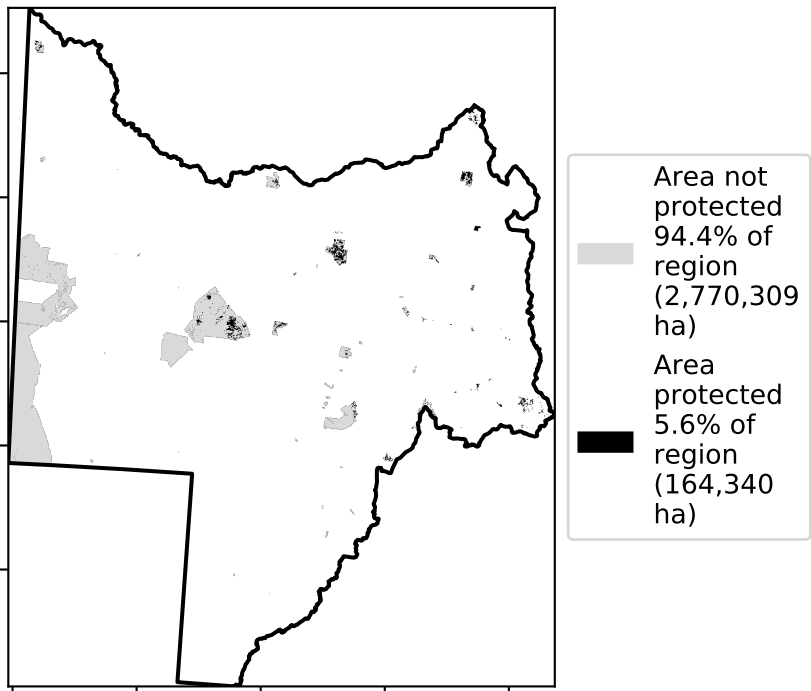 Area not
protected
94.4% of
region
(2,770,309
ha)
Area
protected
5.6% of
region
(164,340
ha)